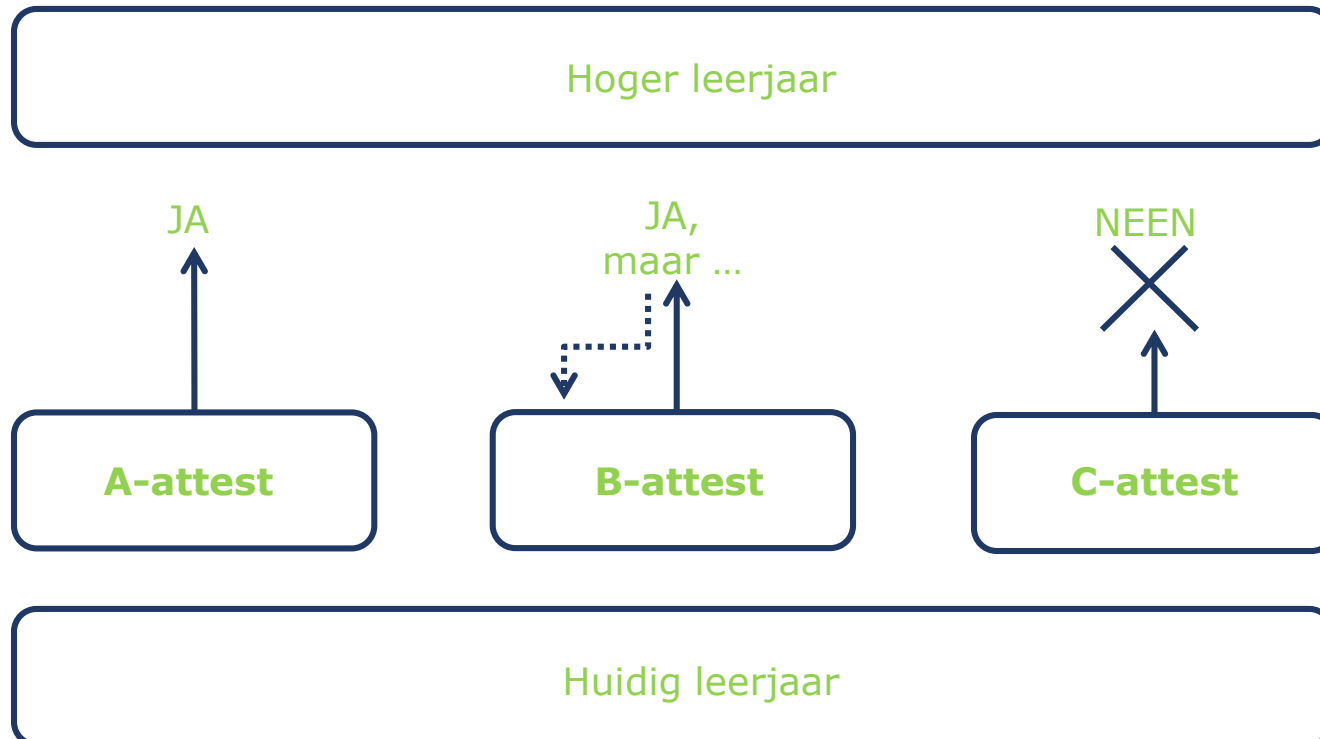 Hoger leerjaar
JA
JA,
maar ...
NEEN
A-attest
B-attest
C-attest
Huidig leerjaar